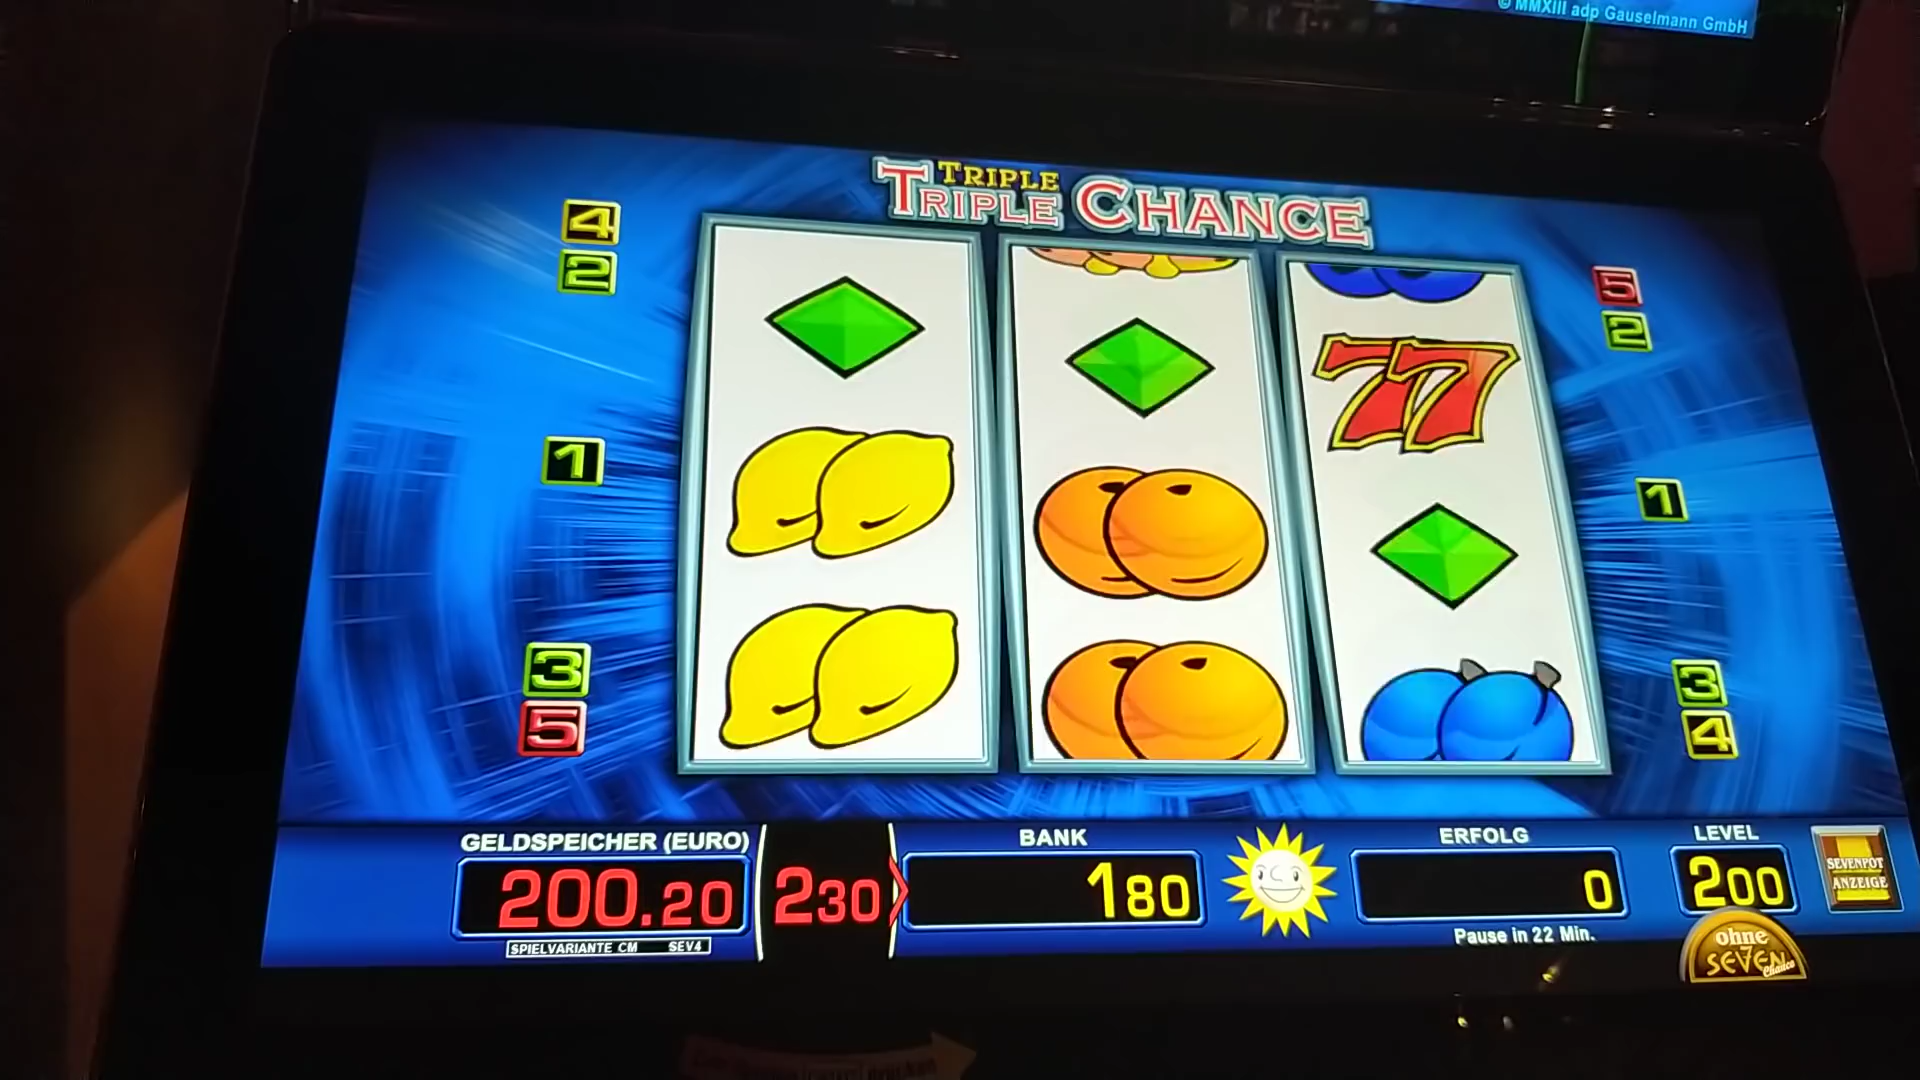 © MMXIII adp Gauselmann GmbH
TRIPLE
TRIPLE CHANCE
4
2
5
2
1
1
3
5
3
4
77
GELDSPEICHER (EURO)
BANK
ERFOLG
LEVEL
200.20
230
180
0
200
SEVENPOT
ANZEIGE
SPIELVARIANTE CM SEV4
Pause in 22 Min.
ohne
SEVEN
Chance